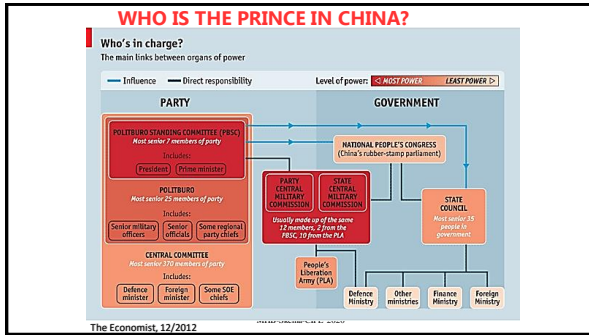 WHO IS THE PRINCE IN CHINA?
Who's in charge?
The main links between organs of power
Influence
Direct responsibility
Level of power:
◁ MOST POWER
LEAST POWER ▷
PARTY
GOVERNMENT
POLITBURO STANDING COMMITTEE (PBSC)
Most senior 7 members of party
Includes:
President
Prime minister
POLITBURO
Most senior 25 members of party
Includes:
Senior military
officers
Senior
officials
Some regional
party chiefs
CENTRAL COMMITTEE
Most senior 370 members of party
Includes:
Defence
minister
Foreign
minister
Some SOE
chiefs
NATIONAL PEOPLE'S CONGRESS
(China's rubber-stamp parliament)
PARTY
CENTRAL
MILITARY
COMMISSION
STATE
CENTRAL
MILITARY
COMMISSION
Usually made up of the same
12 members, 2 from the
PBSC, 10 from the PLA
STATE
COUNCIL
Most senior 35
people in
government
People's
Liberation
Army (PLA)
Defence
Ministry
Other
ministries
Finance
Ministry
Foreign
Ministry
The Economist, 12/2012